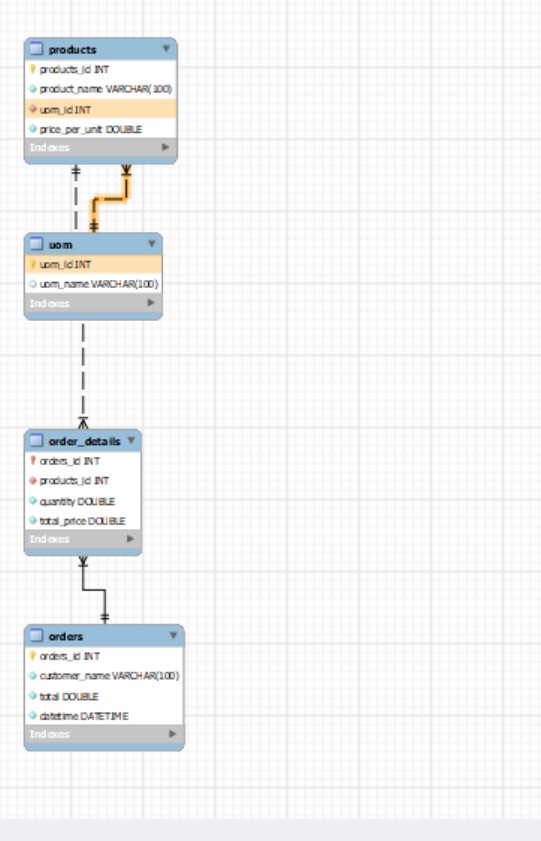 products
products_id INT
product_name VARCHAR(100)
uom_id INT
price_per_unit DOUBLE
Indexes
uom
uom_id INT
uom_name VARCHAR(100)
Indexes
order_details
orders_id INT
products_id INT
quantity DOUBLE
total_price DOUBLE
Indexes
orders
orders_id INT
customer_name VARCHAR(100)
total DOUBLE
datetime DATETIME
Indexes